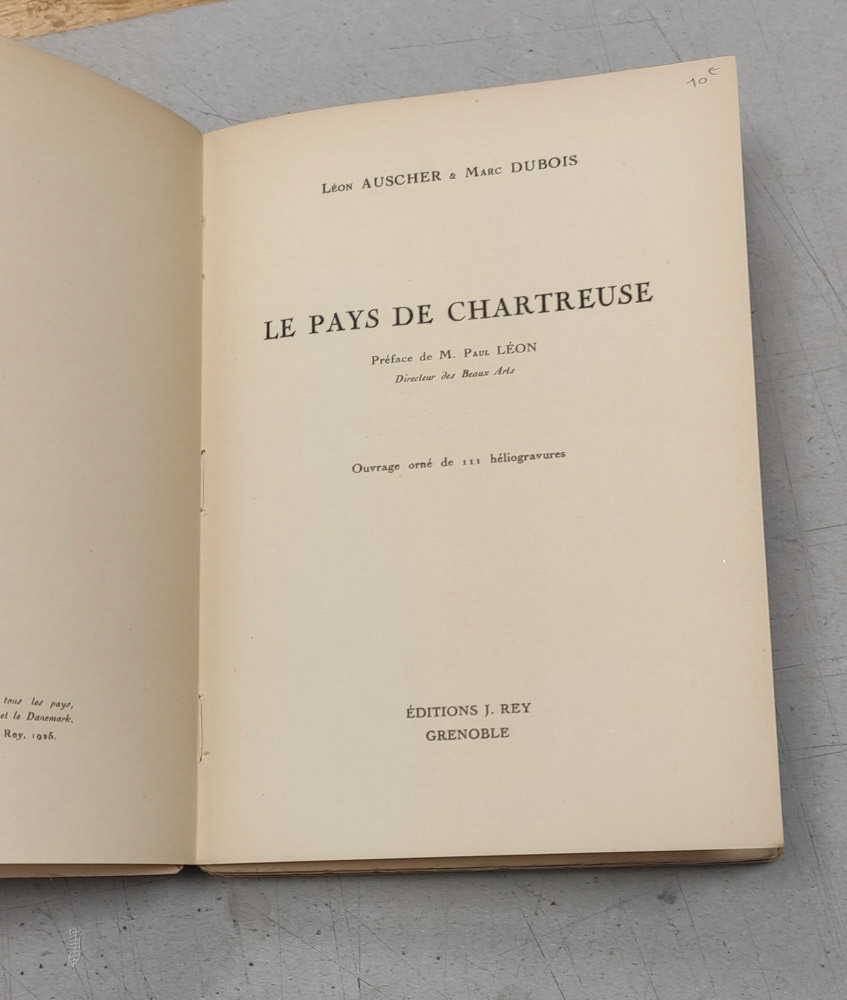 tous les pays,
et le Danemark.
Rey,
10€
Léon AUSCHER & Marc DUBOIS
LE PAYS DE CHARTREUSE
Préface de M. Paul LÉON
Directeur des Beaux Arts
Ouvrage orné de 111 héliogravures
ÉDITIONS J. REY
GRENOBLE